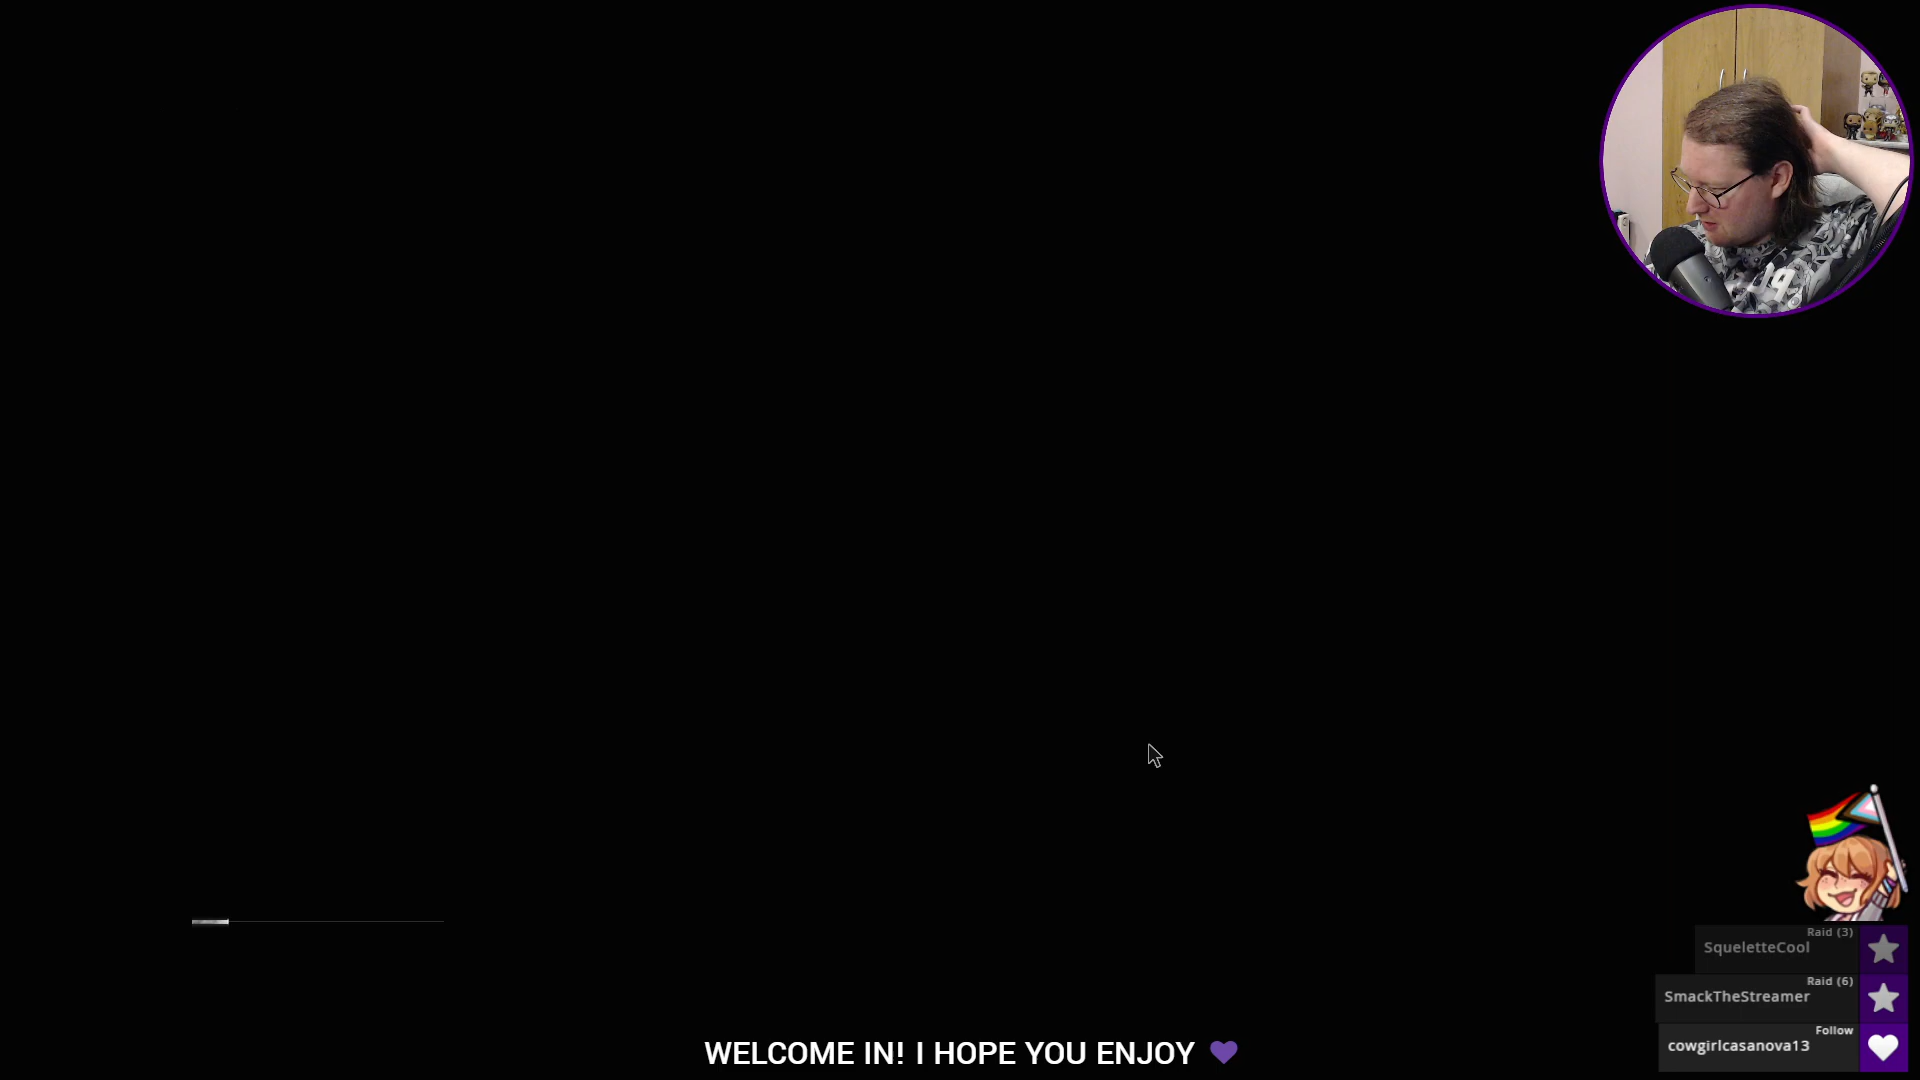 Raid (3)
SqueletteCool
Raid (6)
SmackTheStreamer
Follow
cowgirlcasanova13
WELCOME IN! I HOPE YOU ENJOY 💜